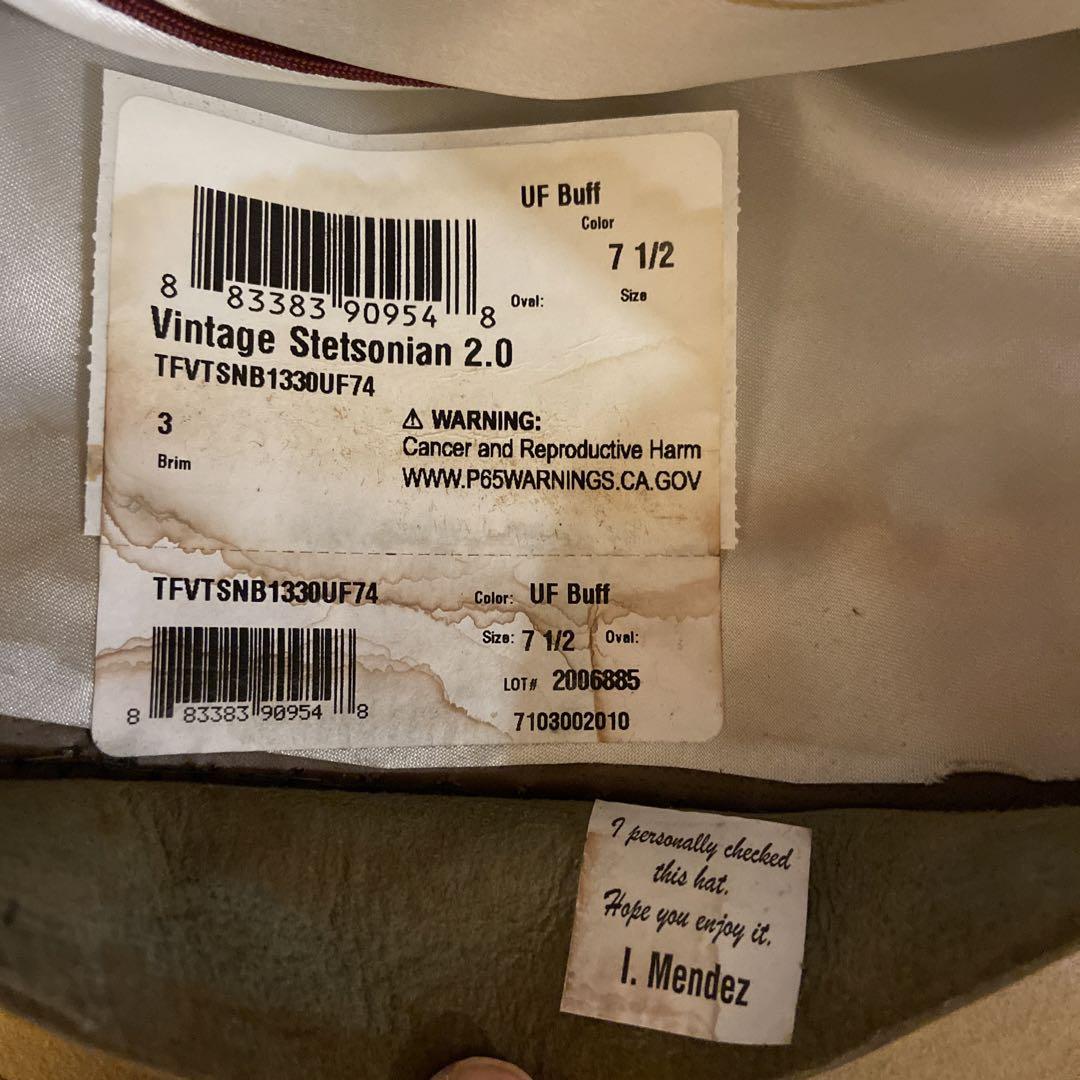 UF Buff
Color
7 1/2
Size
Oval:
8 83383 90954 8
Vintage Stetsonian 2.0
TFVTSNB1330UF74
3
Brim
⚠ WARNING:
Cancer and Reproductive Harm
WWW.P65WARNINGS.CA.GOV
TFVTSNB1330UF74
Color: UF Buff
Size: 7 1/2 Oval:
LOT# 2006885
8 83383 90954 8
7103002010
I personally checked
this hat.
Hope you enjoy it.
I. Mendez